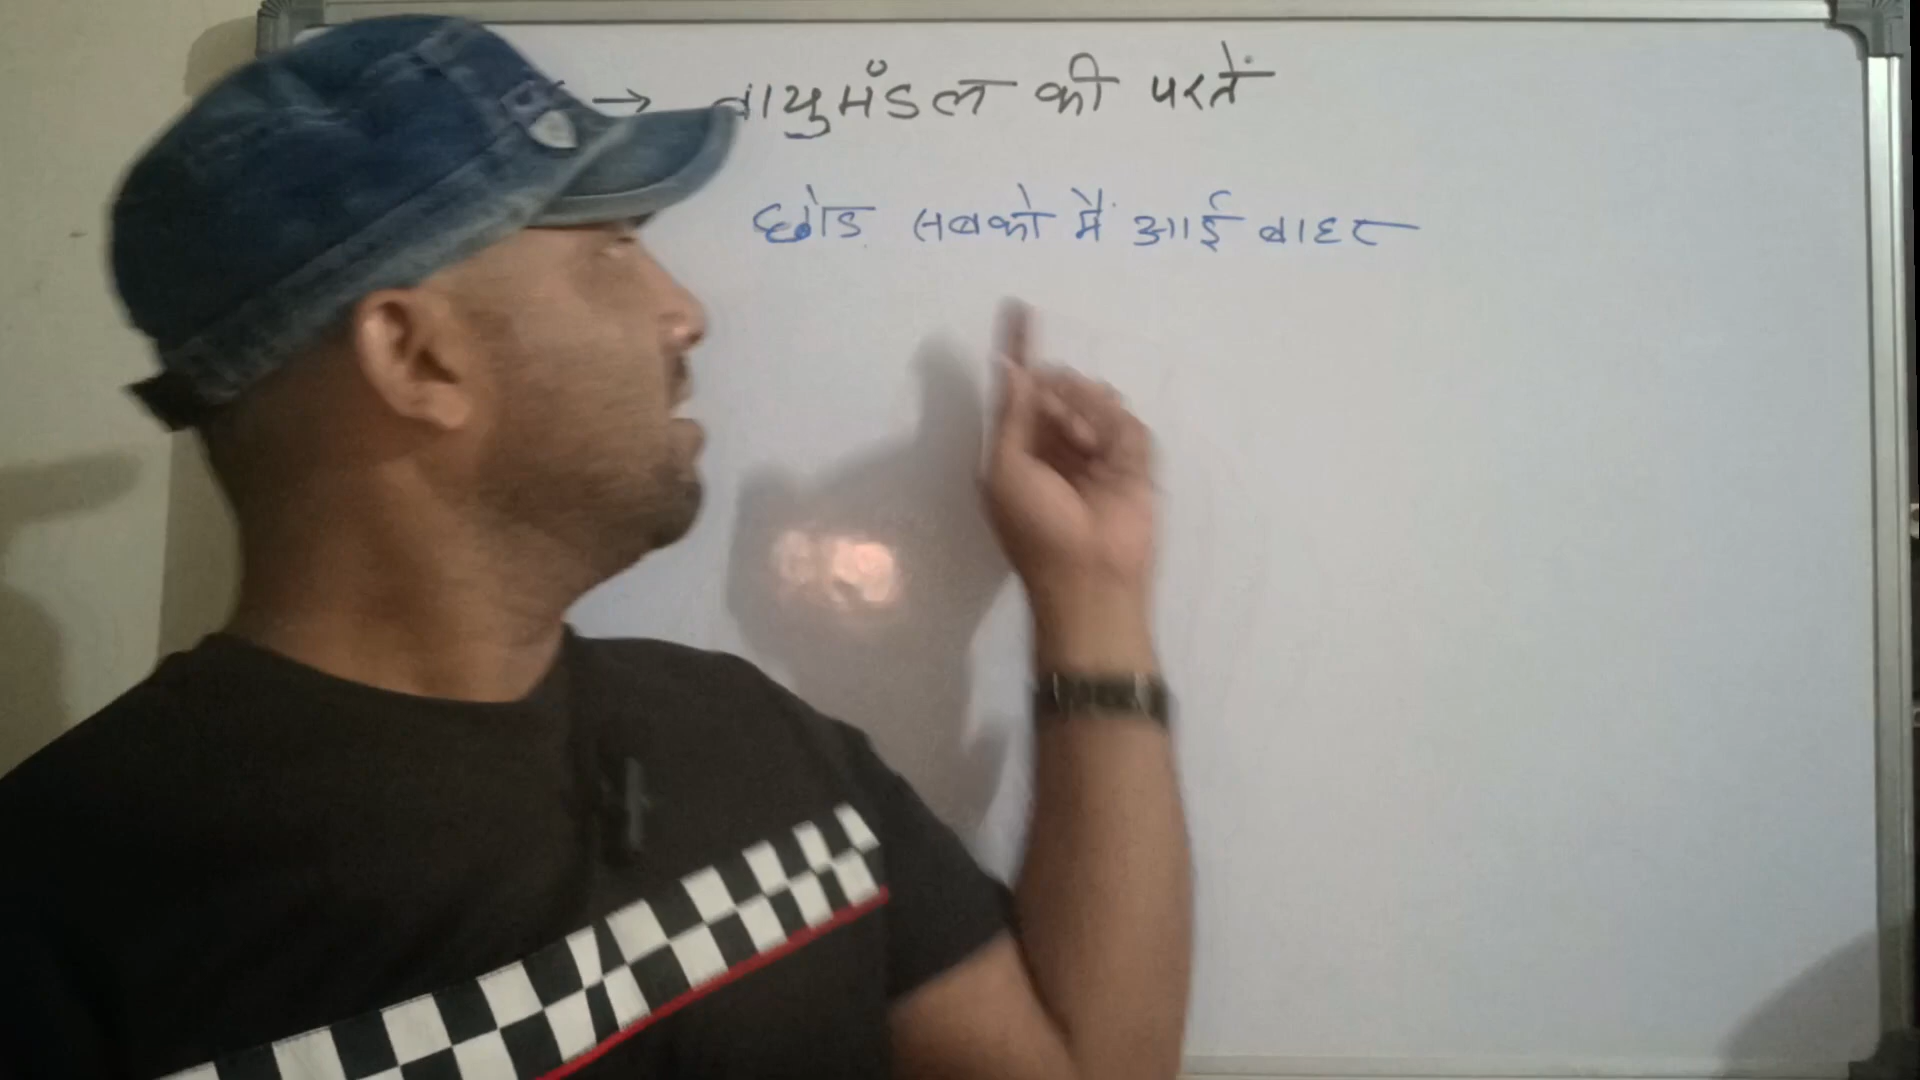 → वायुमंडल की परतें
छोड सबको मैं आई बाहर